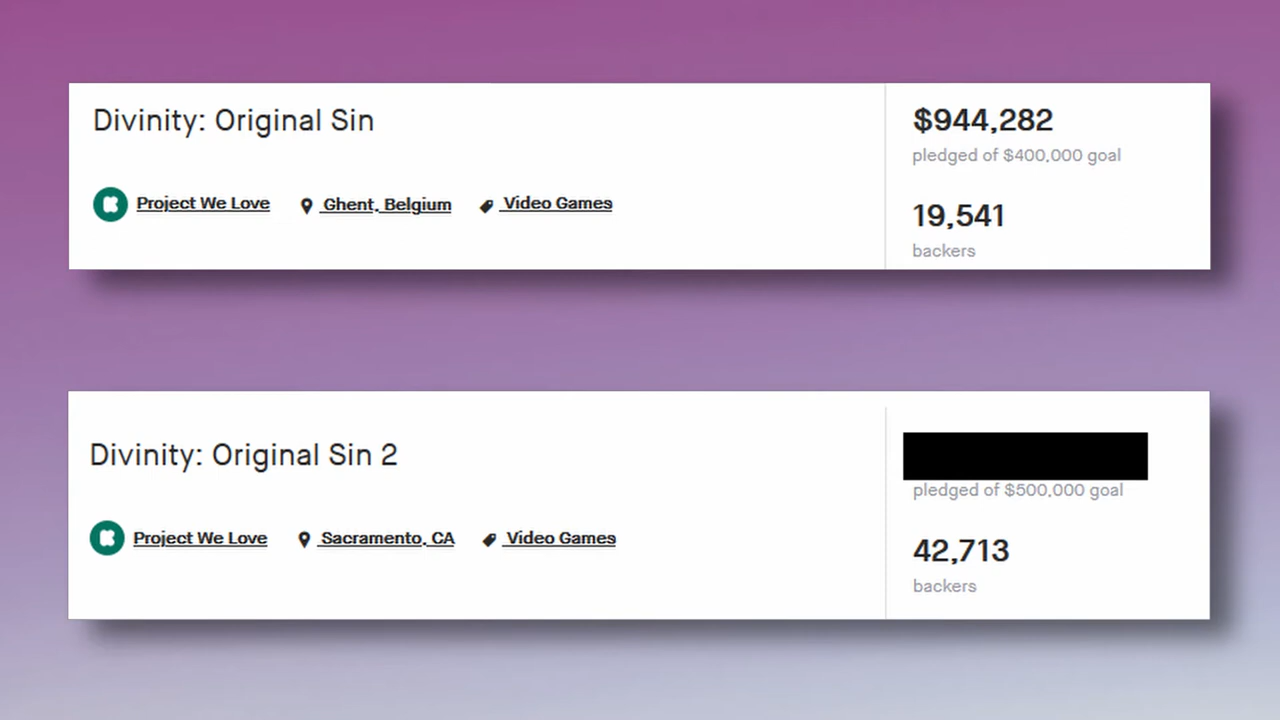 Divinity: Original Sin
$944,282
pledged of $400,000 goal
Project We Love Ghent, Belgium Video Games
19,541
backers
Divinity: Original Sin 2
pledged of $500,000 goal
Project We Love Sacramento, CA Video Games
42,713
backers